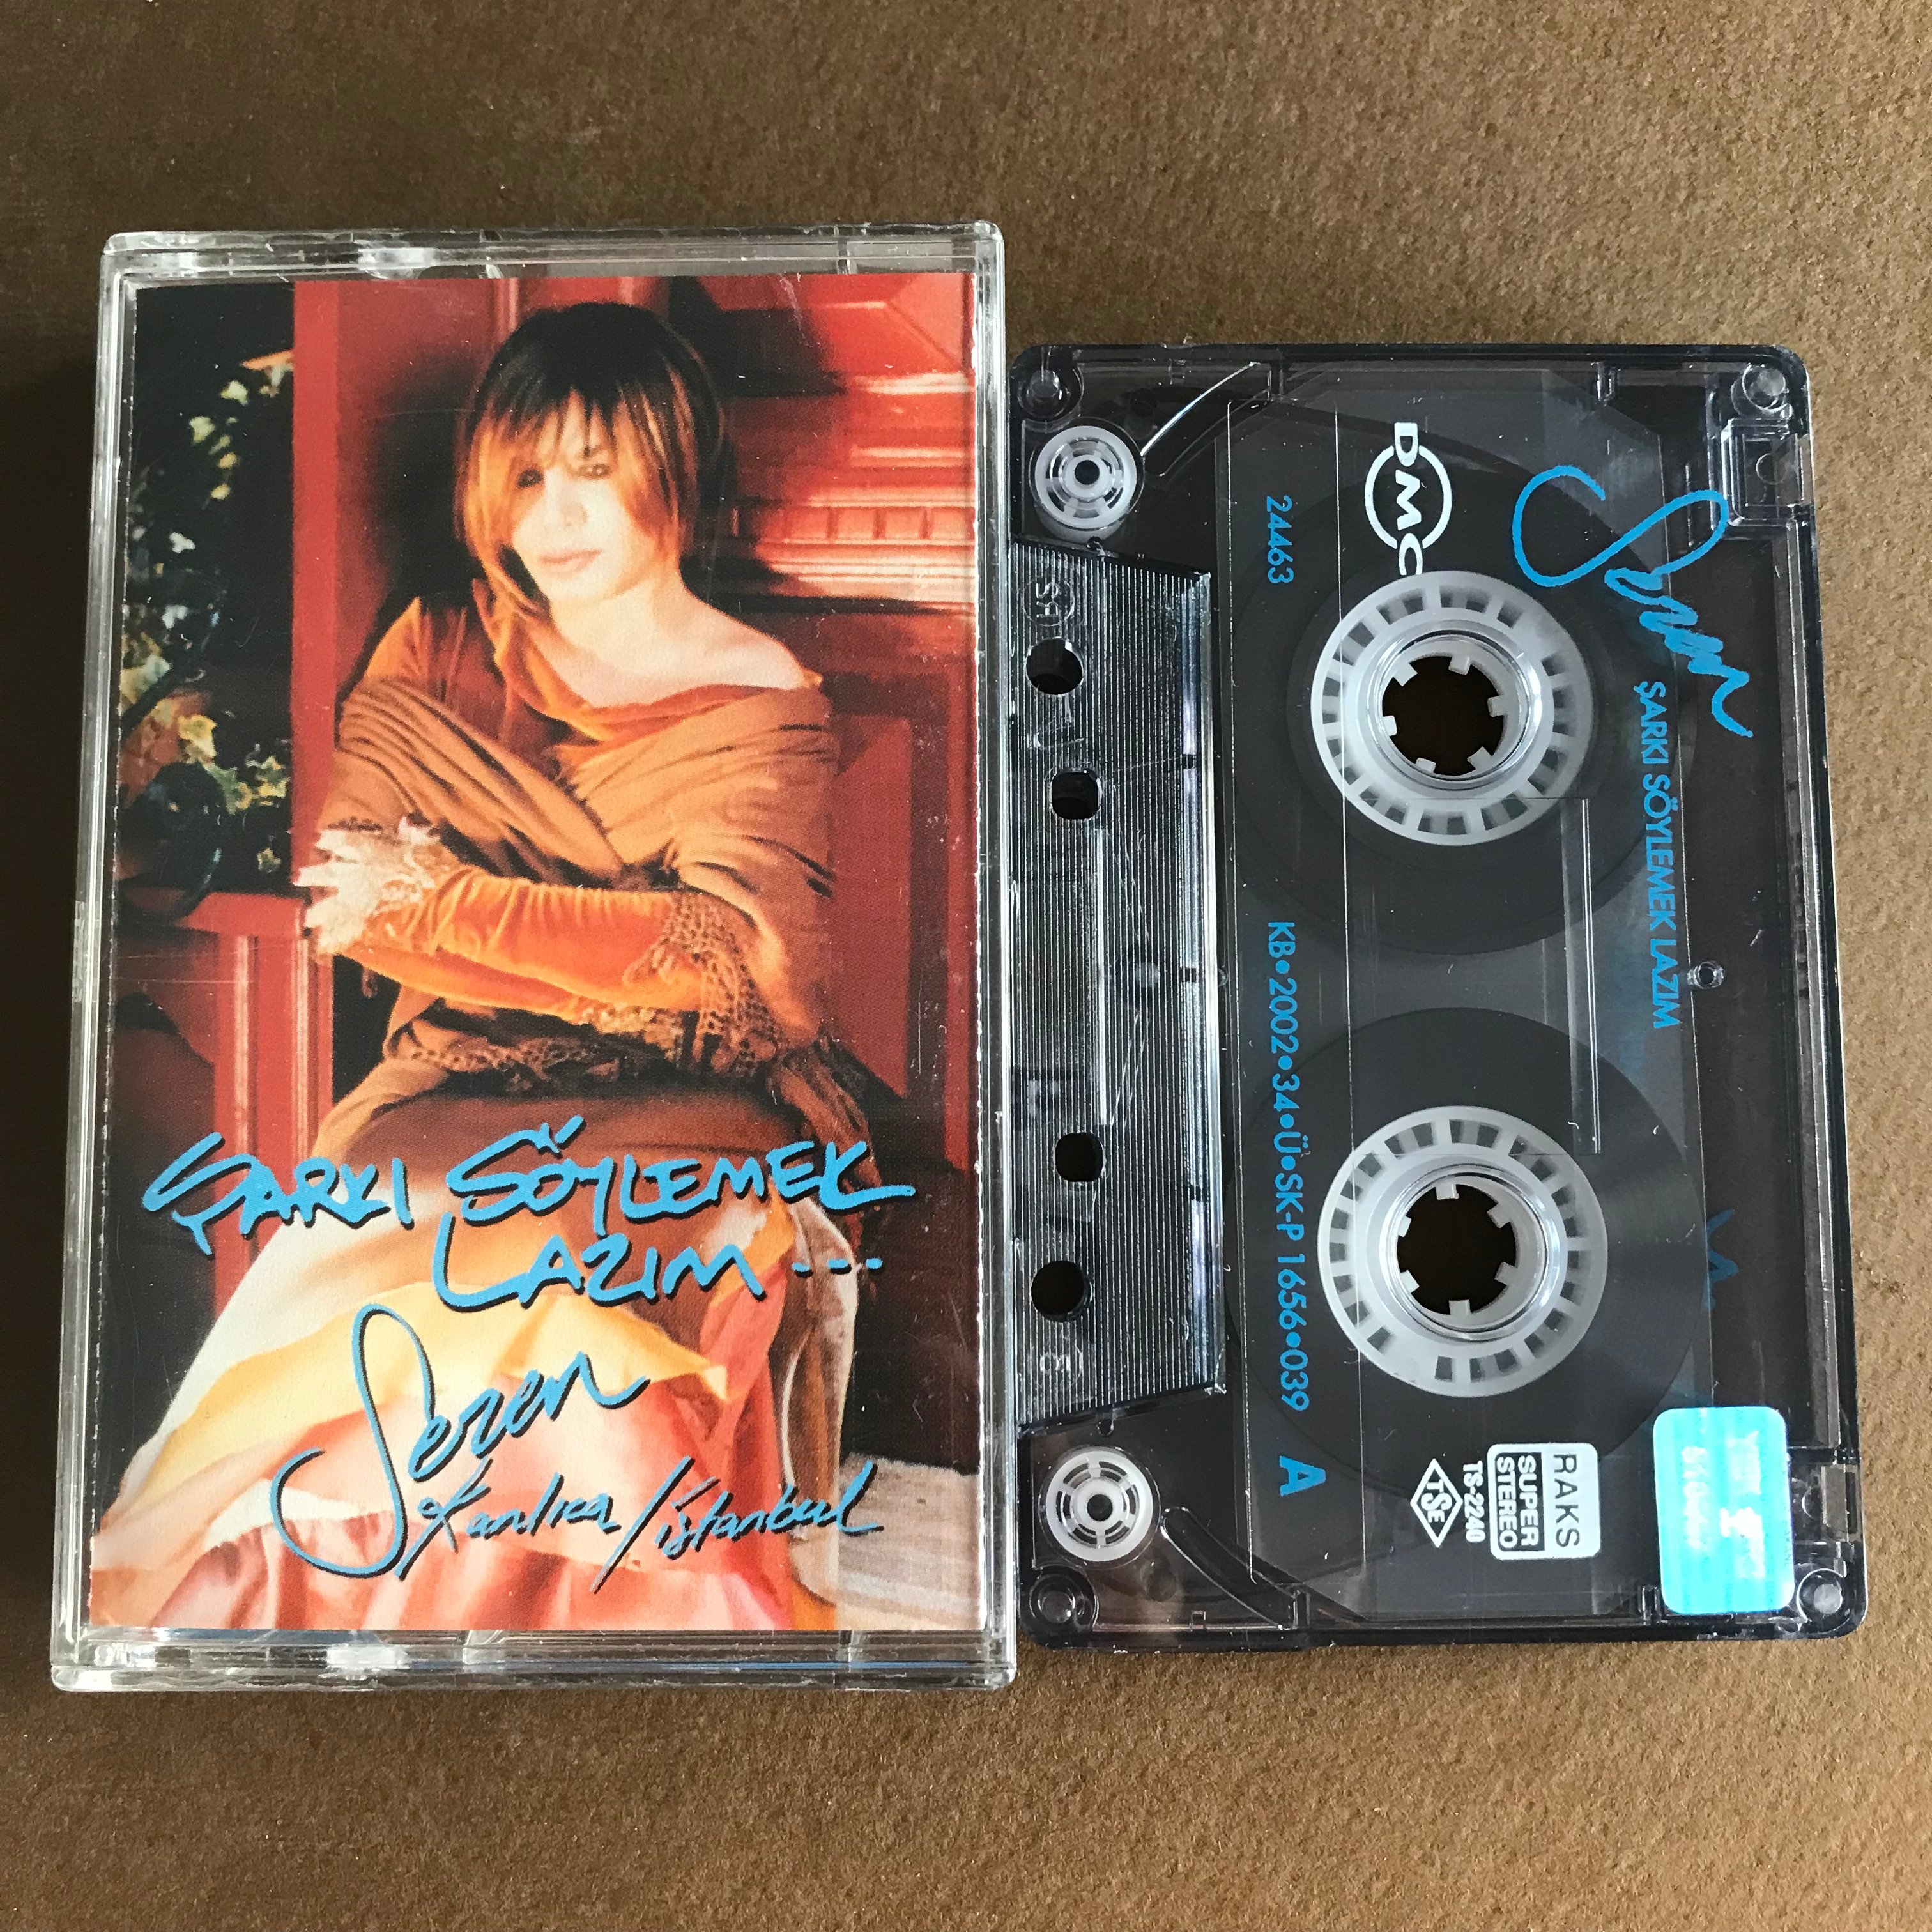 ŞARKI SÖYLEMEK
LAZIM...
Sezen
Kanlıca/İstanbul
DMC
Sezen
ŞARKI SÖYLEMEK LAZIM
24463
KB•2002•34•Ü•SK-P 1656•039
A
RAKS
SUPER
STEREO
TS-2240
TSE